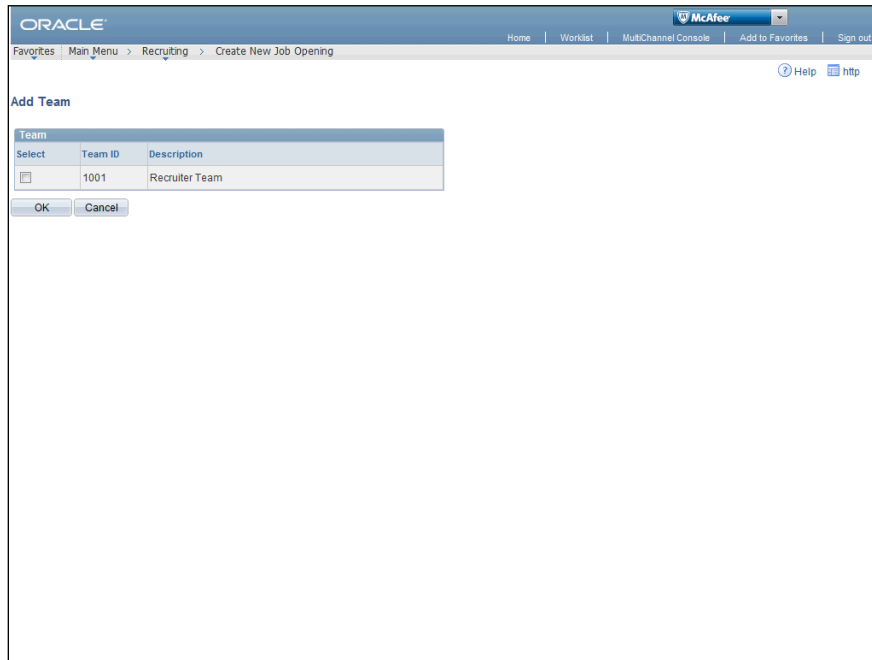 ORACLE
McAfee
Home | Worklist | MultiChannel Console | Add to Favorites | Sign out
Favorites Main Menu > Recruiting > Create New Job Opening
Help http
Add Team
Team
Select Team ID Description
1001 Recruiter Team
OK Cancel